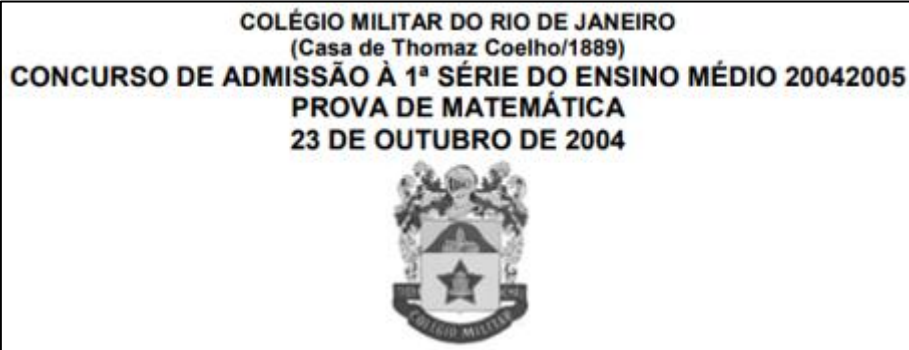 COLÉGIO MILITAR DO RIO DE JANEIRO
(Casa de Thomaz Coelho/1889)
CONCURSO DE ADMISSÃO À 1ª SÉRIE DO ENSINO MÉDIO 20042005
PROVA DE MATEMÁTICA
23 DE OUTUBRO DE 2004
COLÉGIO MILITAR